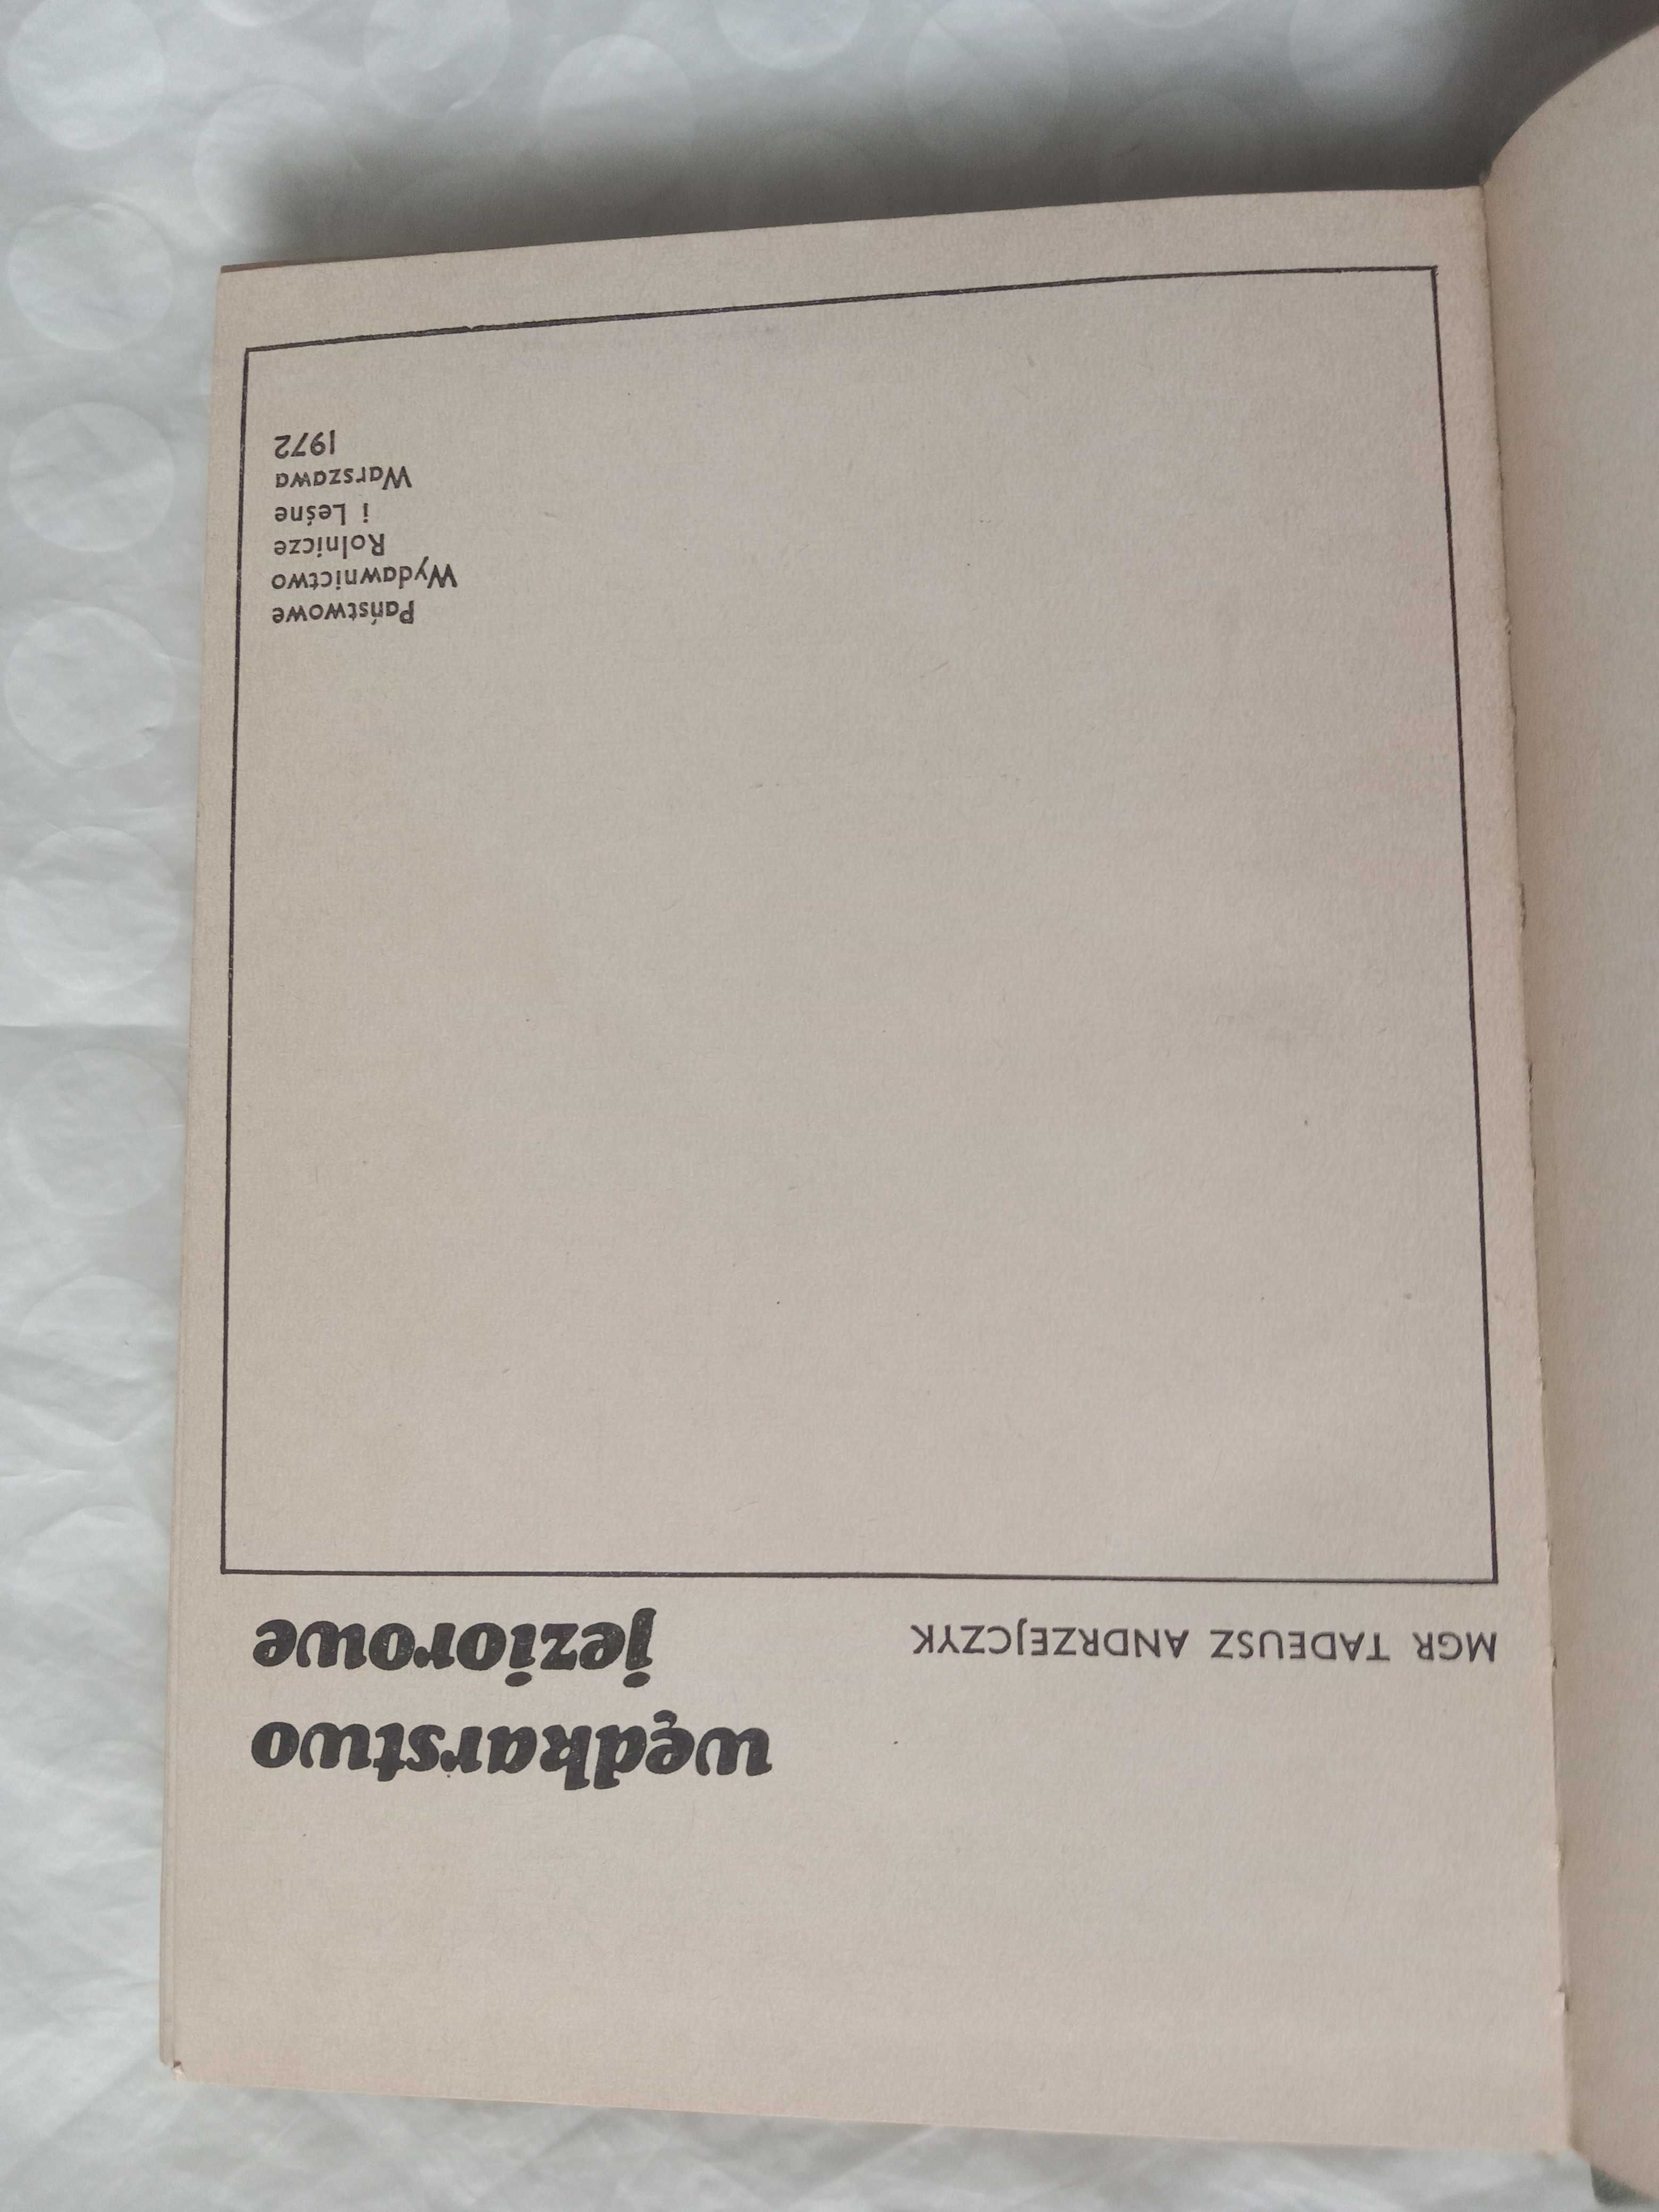 wędkarstwo
jeziorowe
MGR TADEUSZ ANDRZEJCZYK
Państwowe
Wydawnictwo
Rolnicze
i Leśne
Warszawa
1972